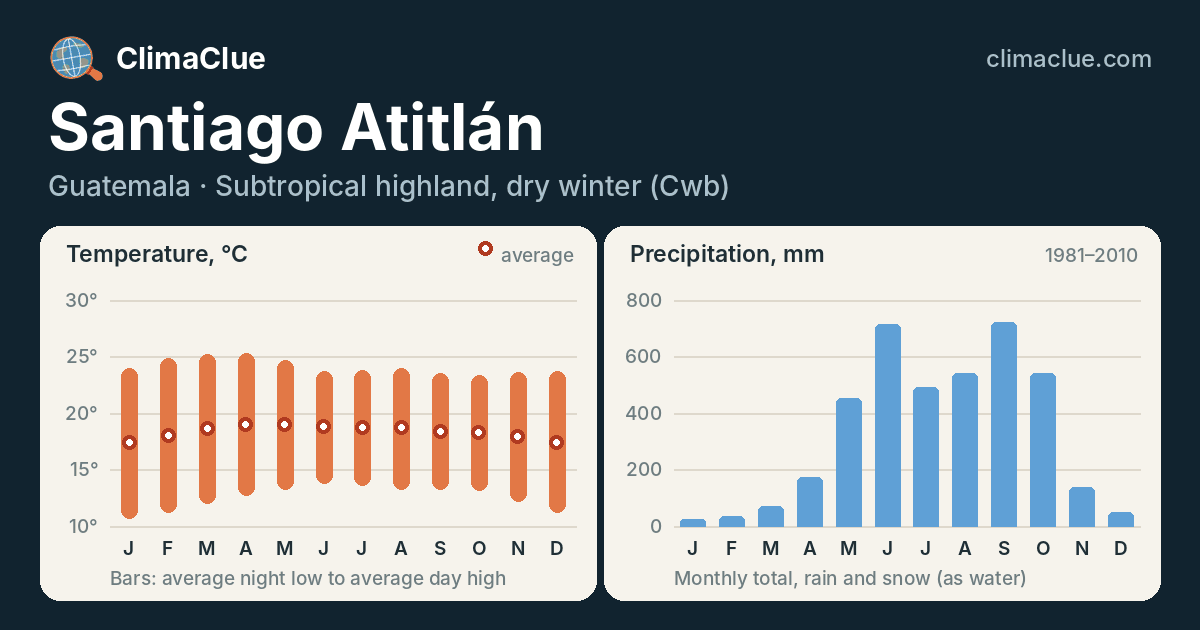 ClimaClue
climaclue.com
Santiago Atitlán
Guatemala · Subtropical highland, dry winter (Cwb)
Temperature, °C
average
30°
25°
20°
15°
10°
J F M A M J J A S O N D
Bars: average night low to average day high
Precipitation, mm
1981–2010
800
600
400
200
0
J F M A M J J A S O N D
Monthly total, rain and snow (as water)